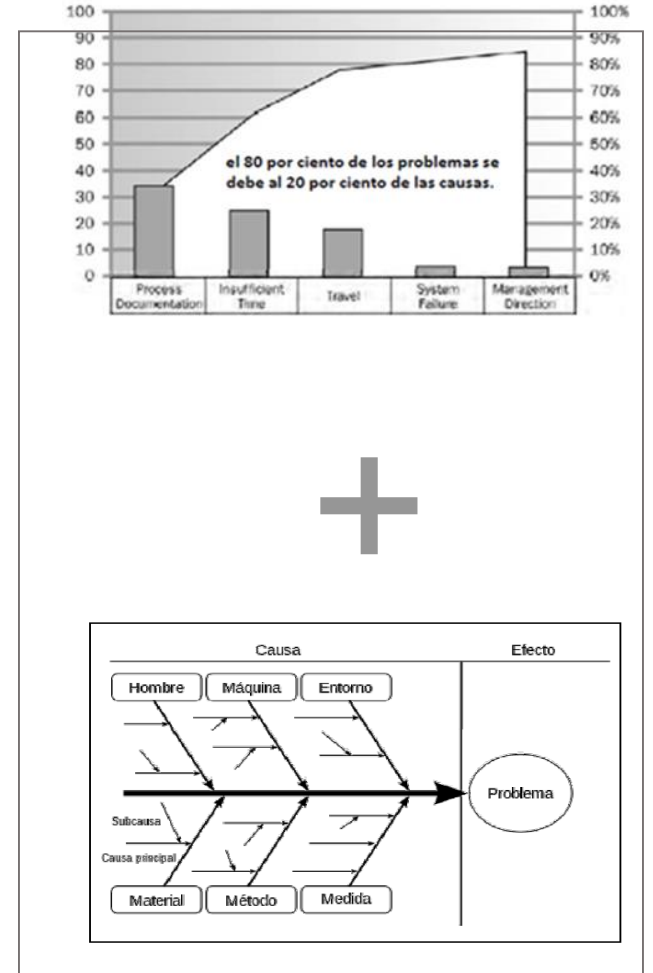 100 100%
90 90%
80 80%
70 70%
60 60%
50 50%
40 40%
30 30%
20 20%
10 10%
0 0%
el 80 por ciento de los problemas se
debe al 20 por ciento de las causas.
Process Insufficient Travel System Management
Documentation Time Failure Direction
Causa Efecto
Hombre Máquina Entorno
Problema
Subcausa
Causa principal
Material Método Medida